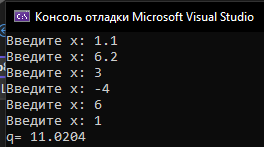 Консоль отладки Microsoft Visual Studio
Введите x: 1.1
Введите x: 6.2
Введите x: 3
Введите x: -4
Введите x: 6
Введите x: 1
q= 11.0204